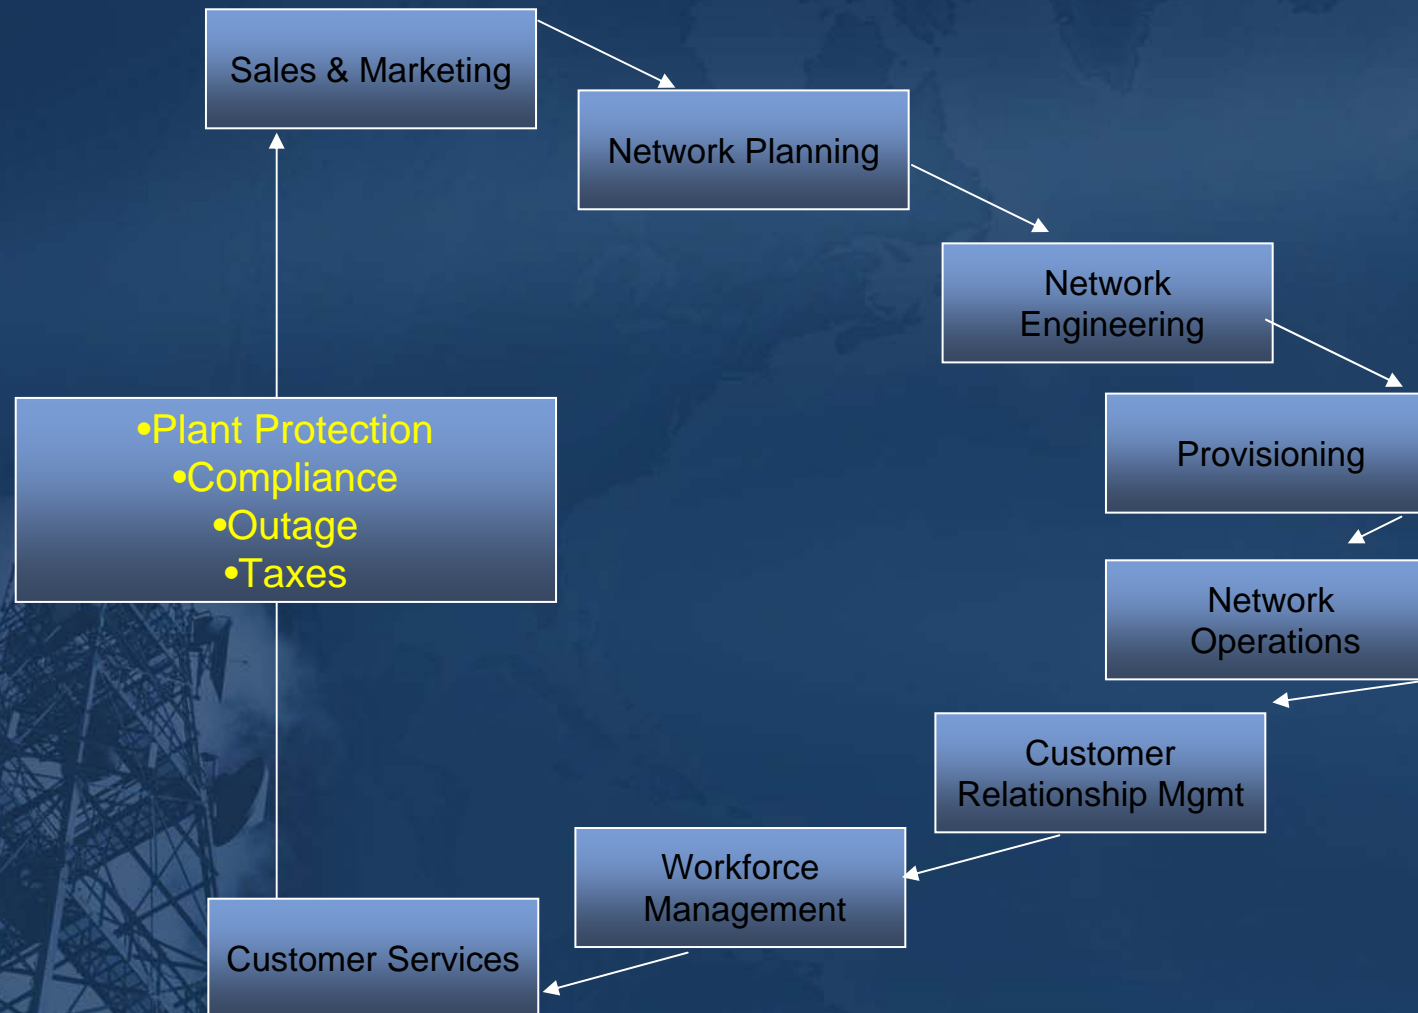 Sales & Marketing
Network Planning
Network
Engineering
Provisioning
Network
Operations
Customer
Relationship Mgmt
Workforce
Management
Customer Services
•Plant Protection
•Compliance
•Outage
•Taxes